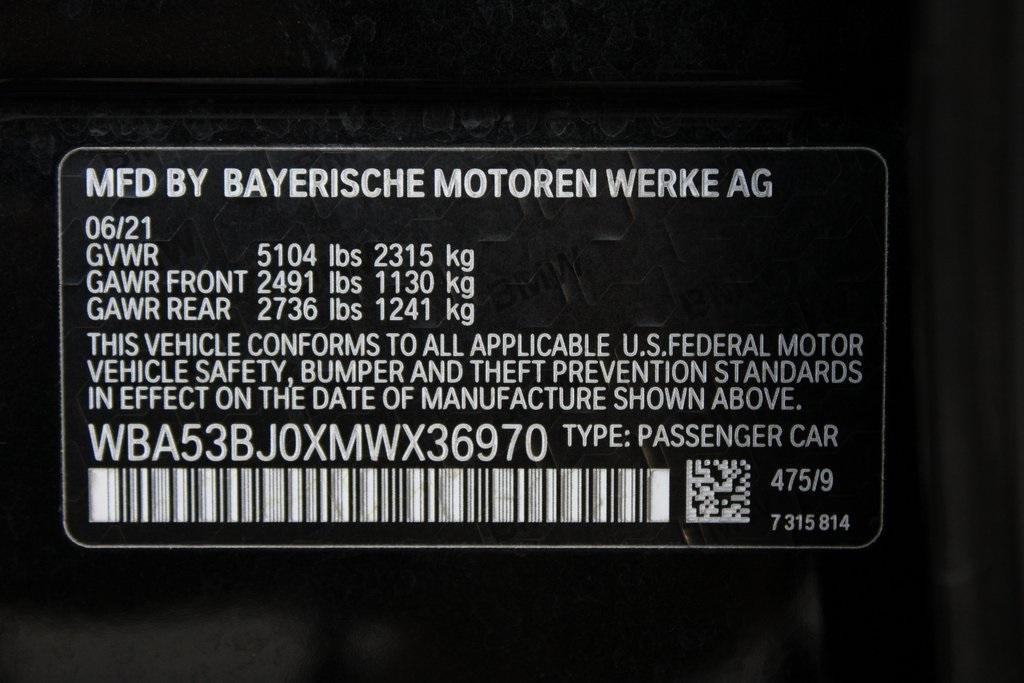 MFD BY BAYERISCHE MOTOREN WERKE AG
06/21
GVWR 5104 lbs 2315 kg
GAWR FRONT 2491 lbs 1130 kg
GAWR REAR 2736 lbs 1241 kg
THIS VEHICLE CONFORMS TO ALL APPLICABLE U.S.FEDERAL MOTOR
VEHICLE SAFETY, BUMPER AND THEFT PREVENTION STANDARDS
IN EFFECT ON THE DATE OF MANUFACTURE SHOWN ABOVE.
WBA53BJ0XMWX36970 TYPE: PASSENGER CAR
475/9
7 315 814